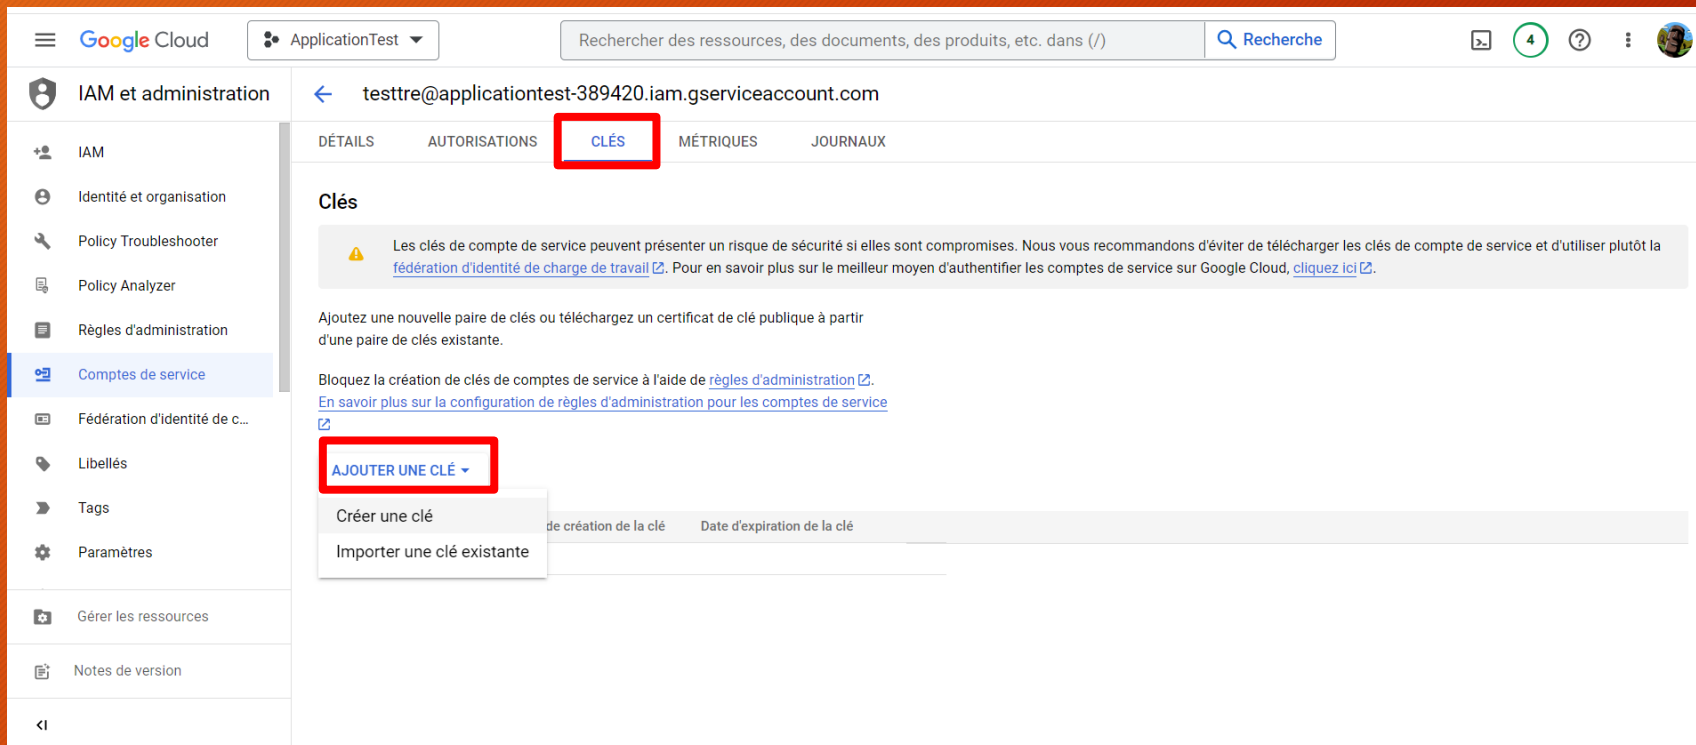 Google Cloud
ApplicationTest
Rechercher des ressources, des documents, des produits, etc. dans (/)
Recherche
4
IAM et administration
testtre@applicationtest-389420.iam.gserviceaccount.com
DÉTAILS
AUTORISATIONS
CLÉS
MÉTRIQUES
JOURNAUX
IAM
Identité et organisation
Policy Troubleshooter
Policy Analyzer
Règles d'administration
Comptes de service
Fédération d'identité de c...
Libellés
Tags
Paramètres
Gérer les ressources
Notes de version
Clés
Les clés de compte de service peuvent présenter un risque de sécurité si elles sont compromises. Nous vous recommandons d'éviter de télécharger les clés de compte de service et d'utiliser plutôt la
fédération d'identité de charge de travail. Pour en savoir plus sur le meilleur moyen d'authentifier les comptes de service sur Google Cloud, cliquez ici.
Ajoutez une nouvelle paire de clés ou téléchargez un certificat de clé publique à partir
d'une paire de clés existante.
Bloquez la création de clés de comptes de service à l'aide de règles d'administration.
En savoir plus sur la configuration de règles d'administration pour les comptes de service
AJOUTER UNE CLÉ
Créer une clé
Importer une clé existante
de création de la clé
Date d'expiration de la clé